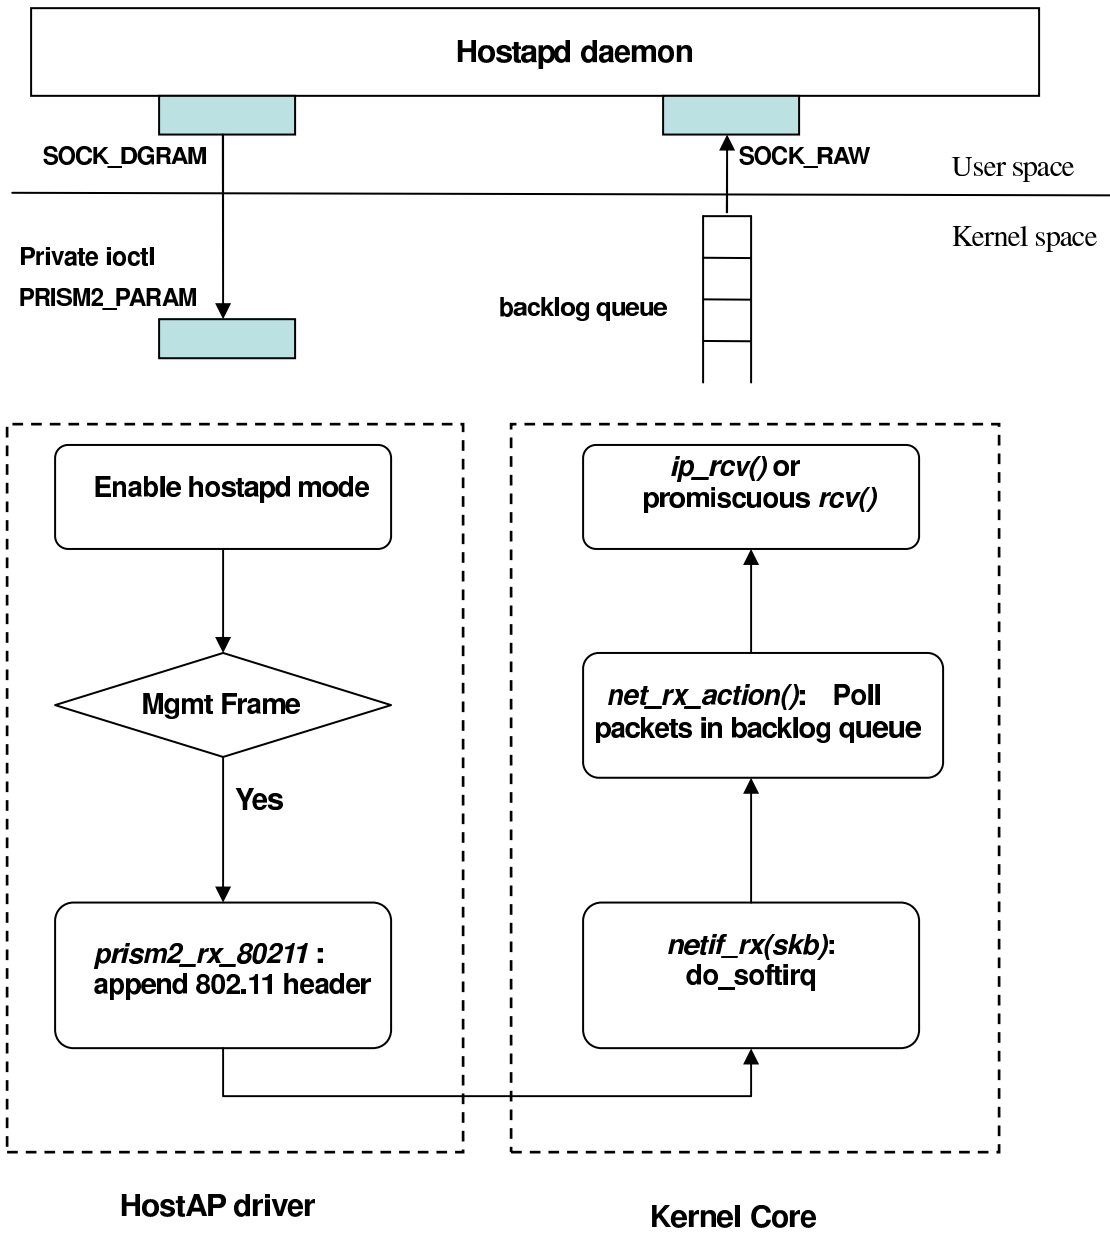 Hostapd daemon
SOCK_DGRAM
SOCK_RAW
User space
Kernel space
Private ioctl
PRISM2_PARAM
backlog queue
Enable hostapd mode
Mgmt Frame
Yes
prism2_rx_80211 :
append 802.11 header
ip_rcv() or
promiscuous rcv()
net_rx_action(): Poll
packets in backlog queue
netif_rx(skb):
do_softirq
HostAP driver
Kernel Core